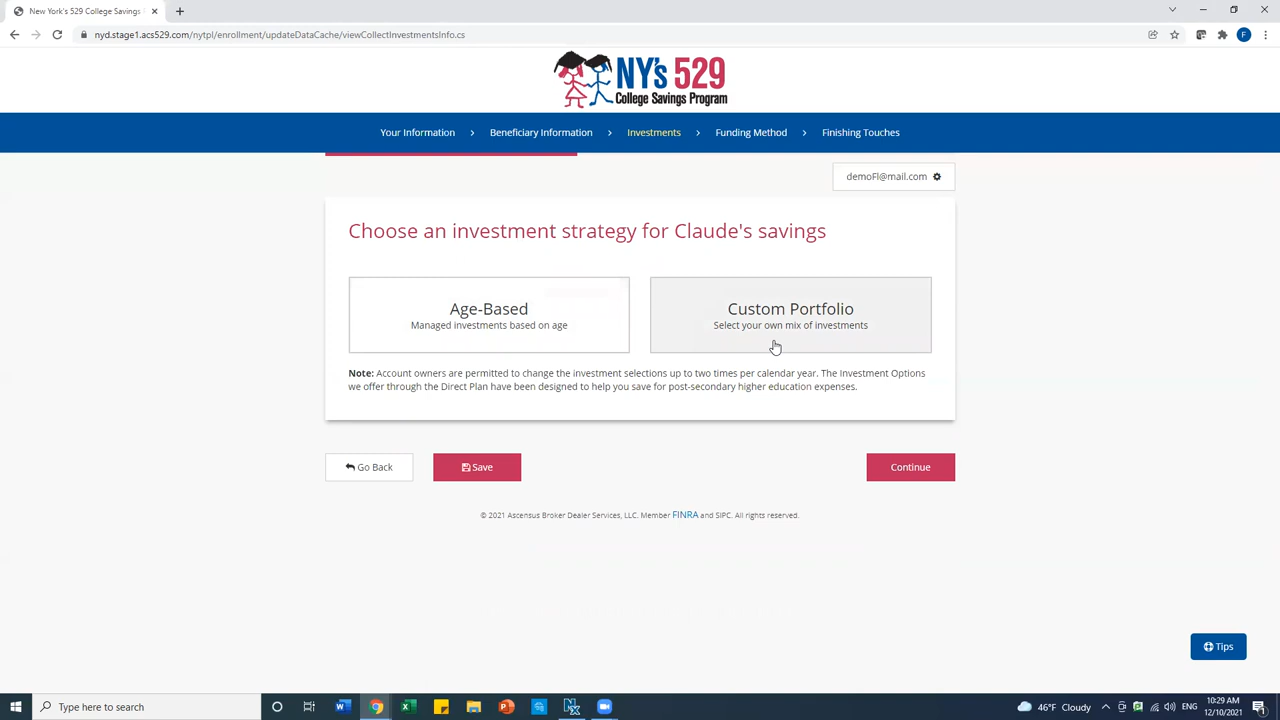 New York's 529 College Savings
nyd.stage1.acs529.com/nytpl/enrollment/updateDataCache/viewCollectInvestmentsInfo.cs
F
NY's 529
College Savings Program
Your Information
Beneficiary Information
Investments
Funding Method
Finishing Touches
demoFl@mail.com
Choose an investment strategy for Claude's savings
Age-Based
Managed investments based on age
Custom Portfolio
Select your own mix of investments
Note: Account owners are permitted to change the investment selections up to two times per calendar year. The Investment Options
we offer through the Direct Plan have been designed to help you save for post-secondary higher education expenses.
Go Back
Save
Continue
© 2021 Ascensus Broker Dealer Services, LLC. Member FINRA and SIPC. All rights reserved.
Tips
Type here to search
46°F Cloudy
ENG
10:29 AM
12/10/2021